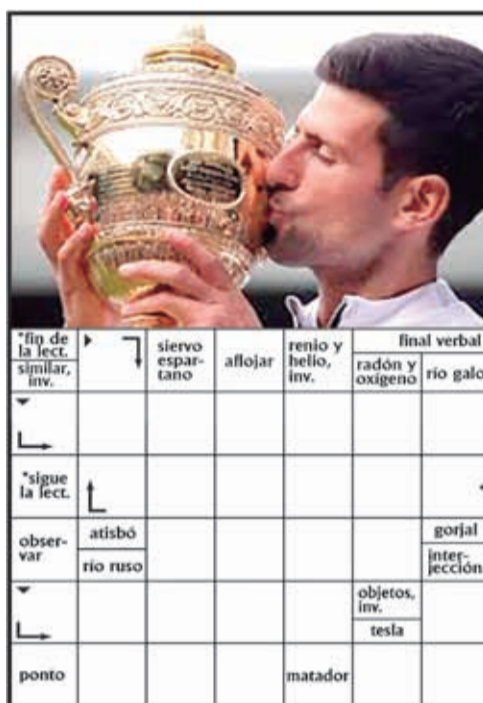 *fin de
la lect.
similar,
inv.
siervo
espar-
tano
aflojar
renio y
helio,
inv.
final verbal
radón y
oxígeno
río galo
*sigue
la lect.
obser-
var
atisbó
río ruso
gorjal
inter-
jección
objetos,
inv.
tesla
ponto
matador